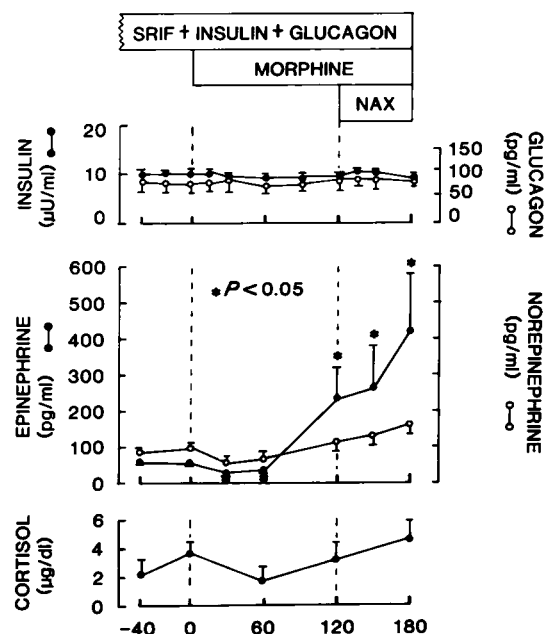 SRIF + INSULIN + GLUCAGON
MORPHINE
NAX
INSULIN
(μU/ml)
20
10
0
150
100
50
0
GLUCAGON
(pg/ml)
EPINEPHRINE
(pg/ml)
600
500
400
300
200
100
0
* P < 0.05
*
*
*
NOREPINEPHRINE
(pg/ml)
CORTISOL
(μg/dl)
6
4
2
0
-40 0 60 120 180